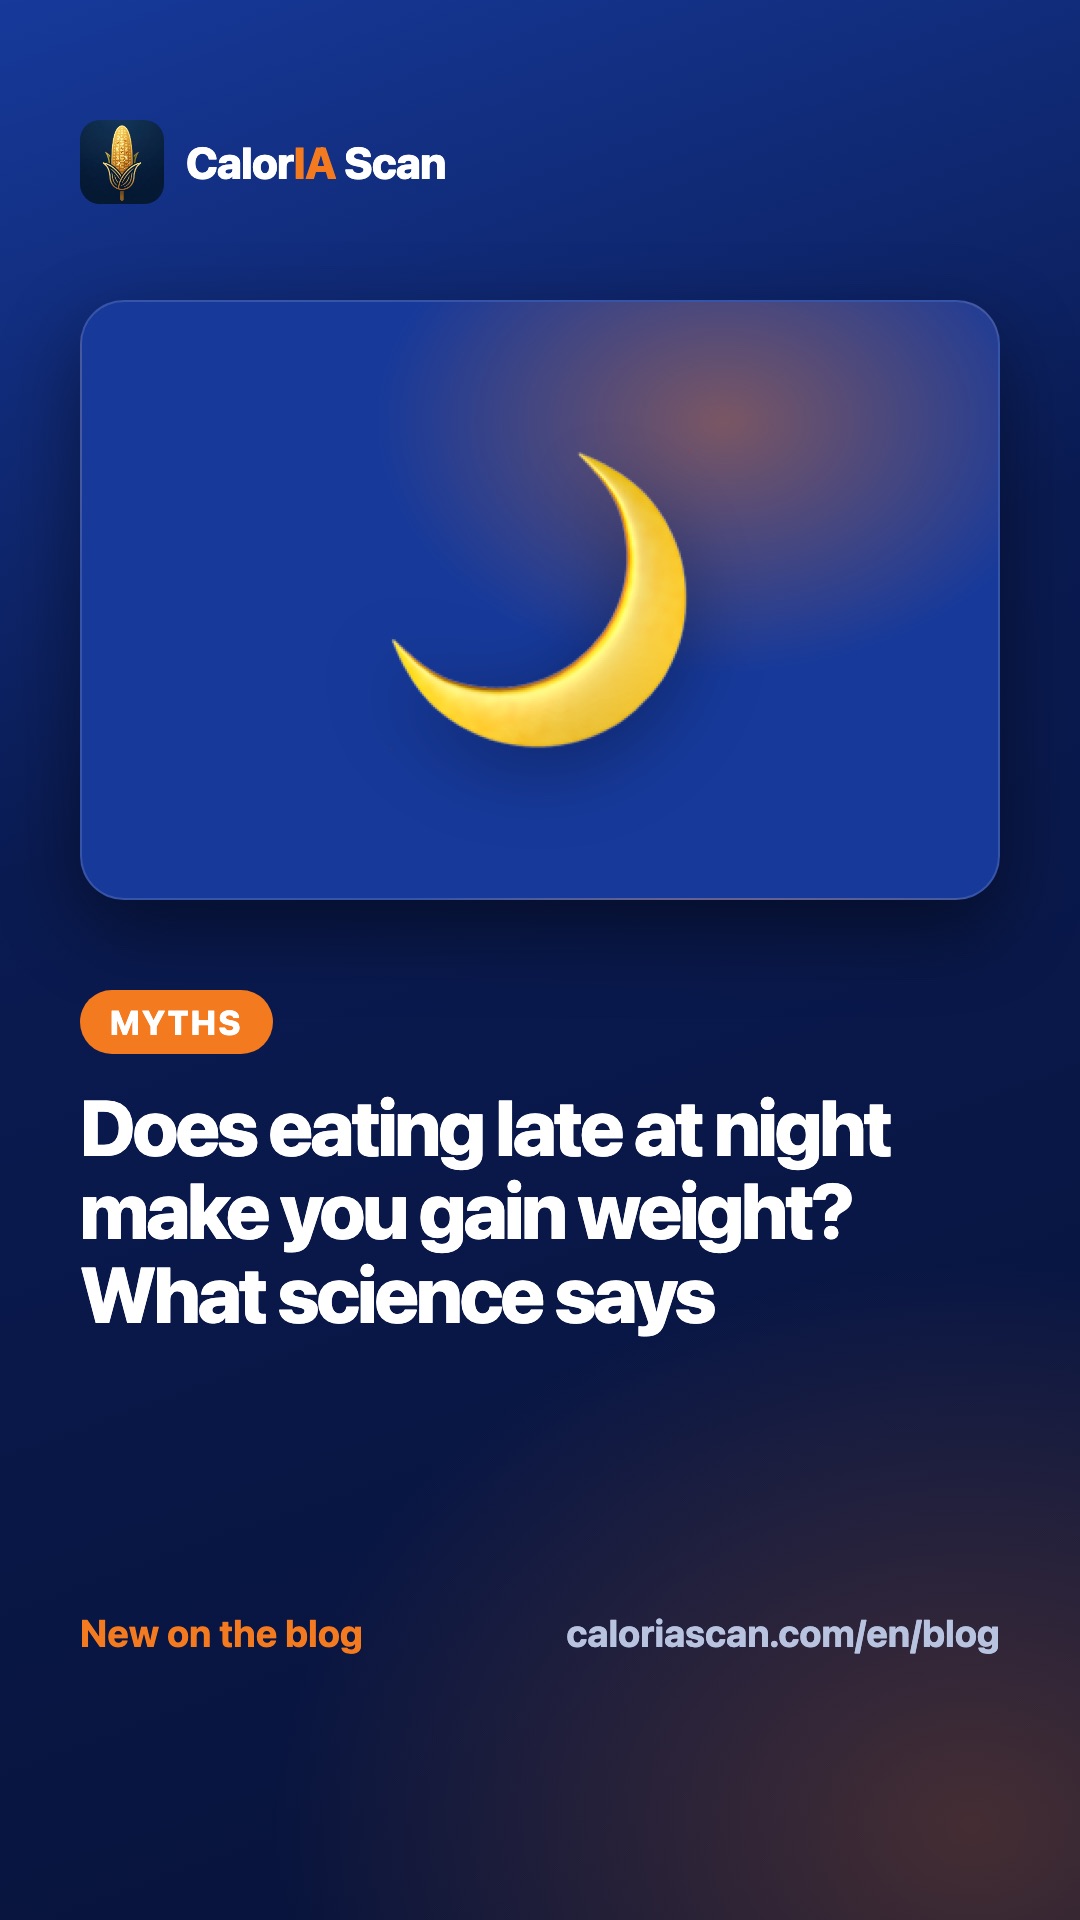 CalorIA Scan
MYTHS
Does eating late at night
make you gain weight?
What science says
New on the blog
caloriascan.com/en/blog